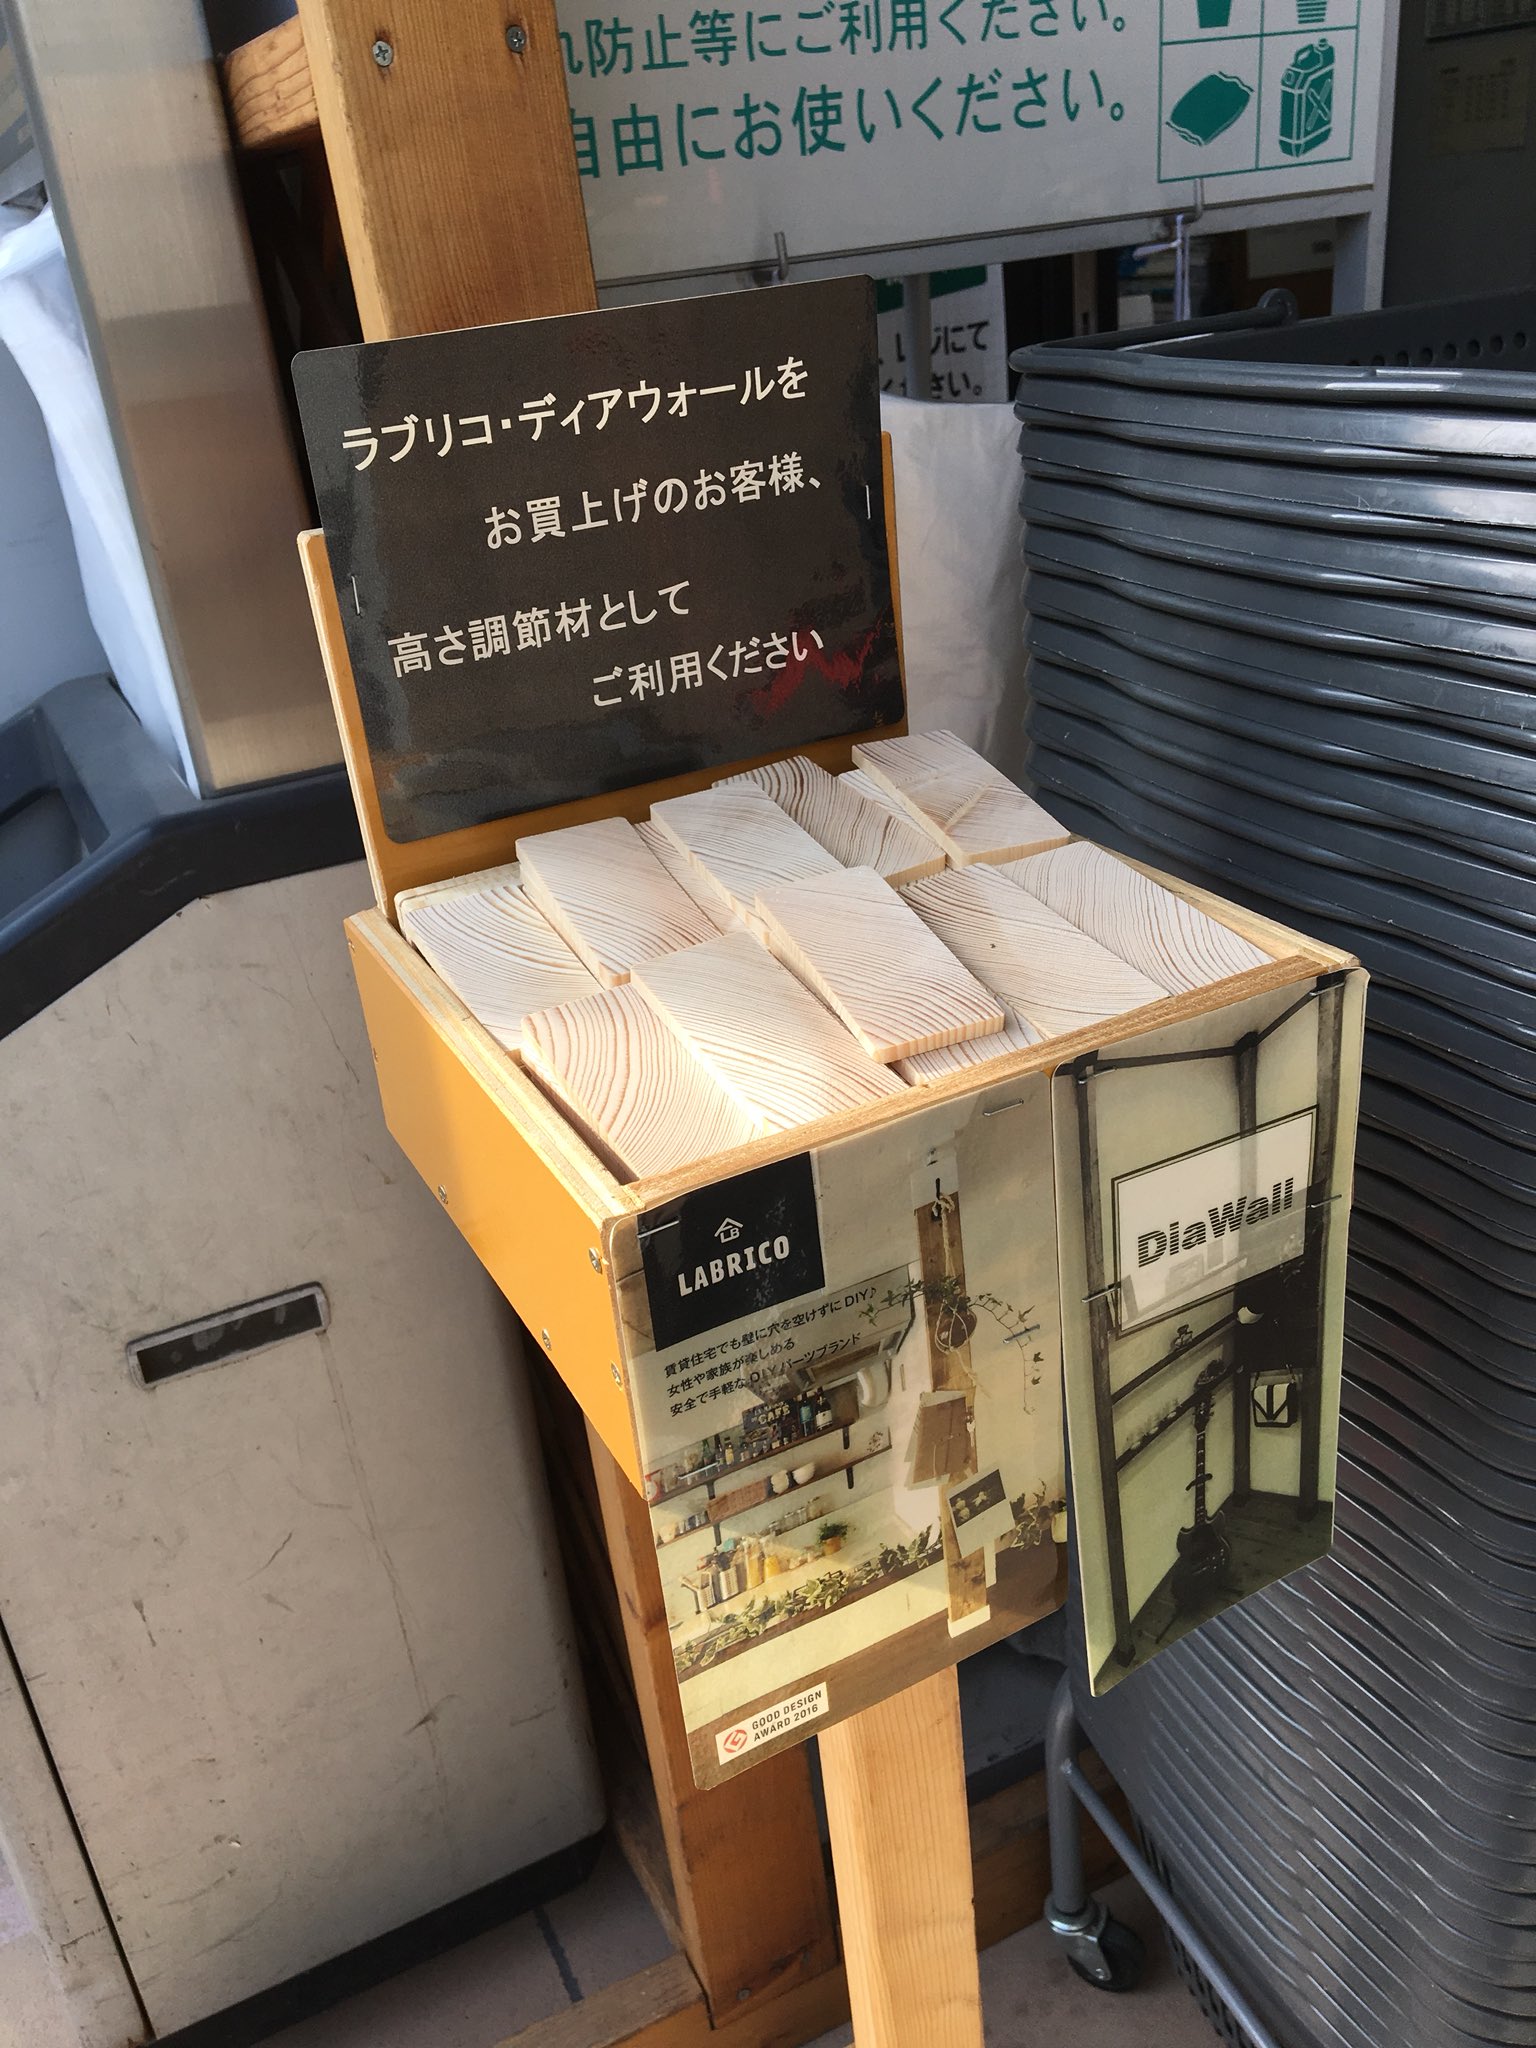 れ防止等にご利用ください。
自由にお使いください。
ラブリコ・ディアウォールを
お買上げのお客様、
高さ調節材として
ご利用ください
LABRICO
賃貸住宅でも壁に穴を空けずにDIY♪
女性や家族が楽しめる
安全で手軽なDIYパーツブランド
CAFE
GOOD DESIGN
AWARD 2016
DiaWall